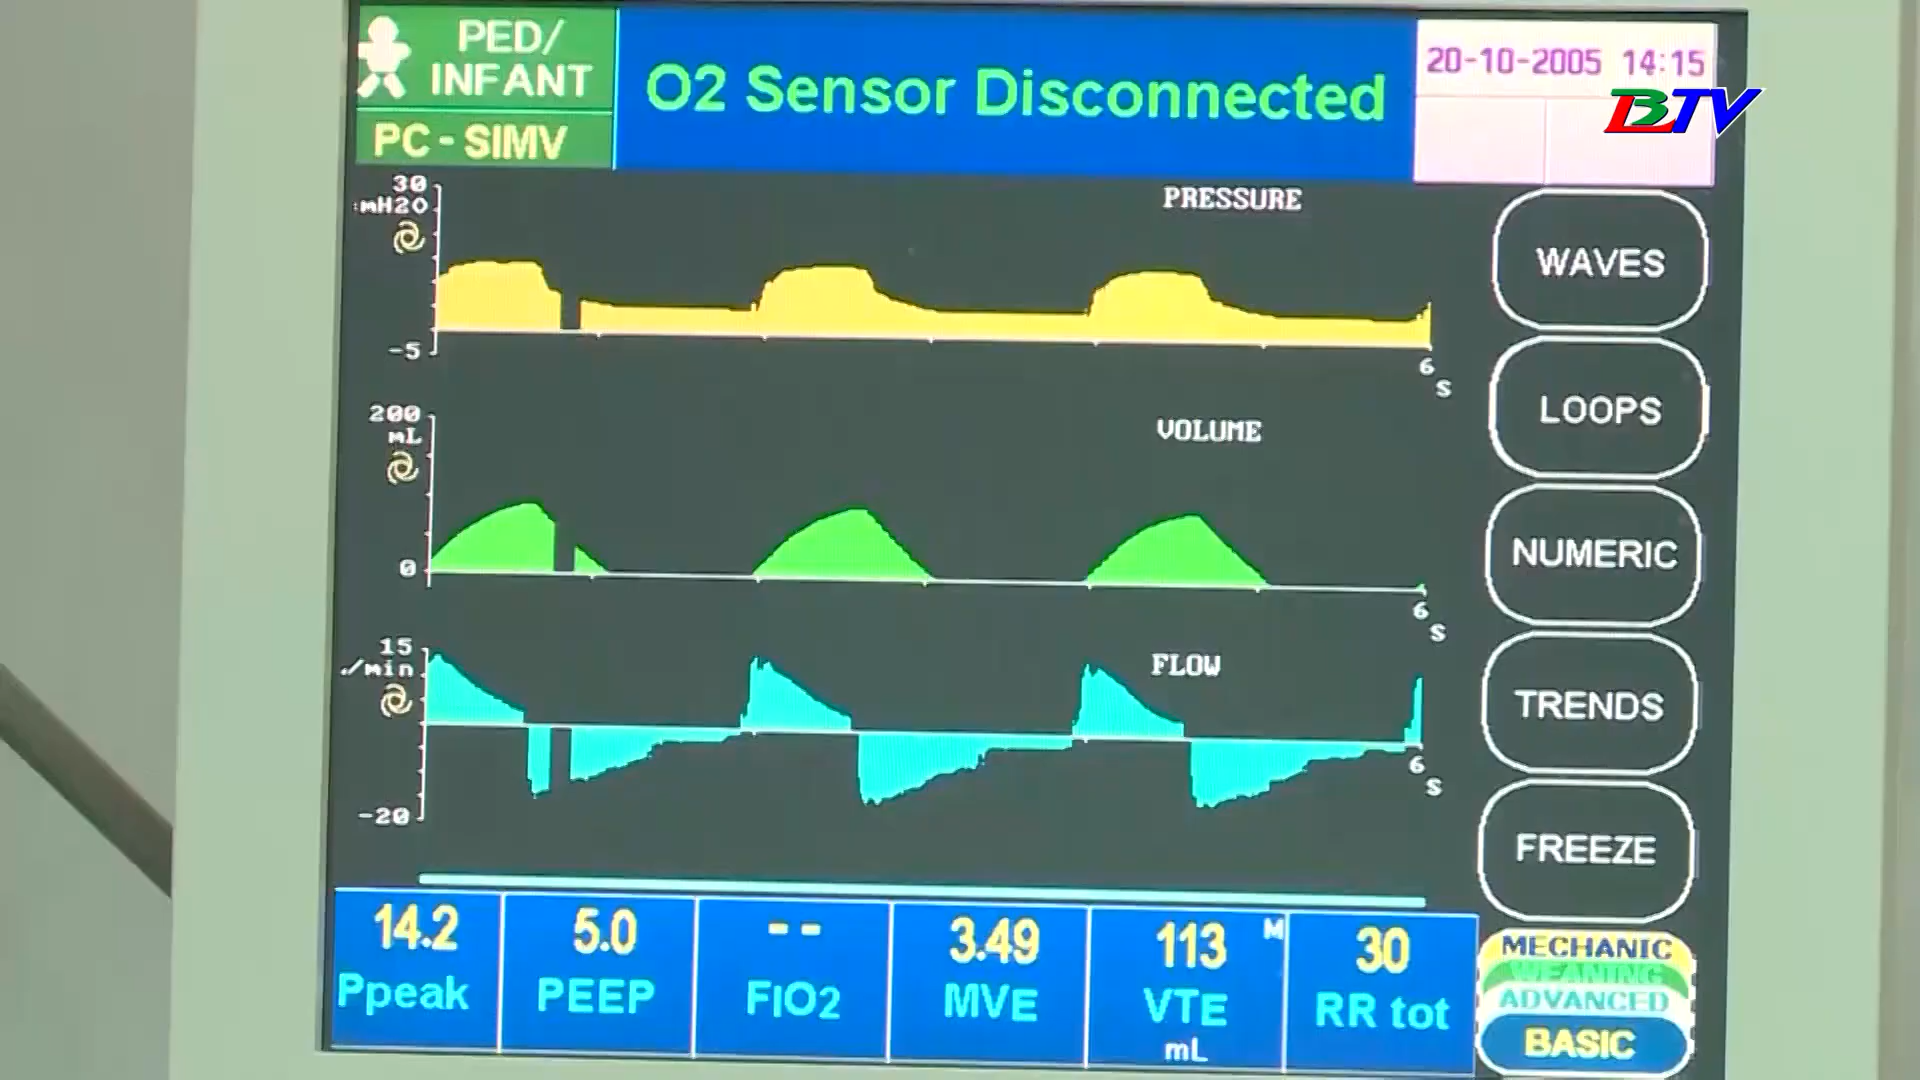 PED/
INFANT
PC - SIMV
O2 Sensor Disconnected
20-10-2005 14:15
BTV
30
mH2O
PRESSURE
-5
6
S
200
mL
VOLUME
0
6
S
15
./min
FLOW
-20
6
S
WAVES
LOOPS
NUMERIC
TRENDS
FREEZE
14.2
Ppeak
5.0
PEEP
--
FIO2
3.49
MVE
113 M
VTE
mL
30
RR tot
MECHANIC
WEANING
ADVANCED
BASIC